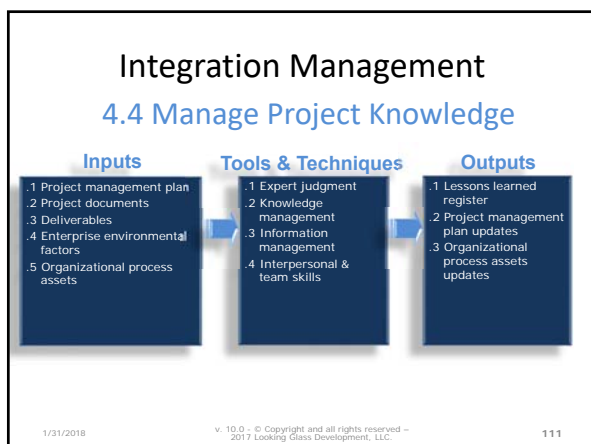 Integration Management
4.4 Manage Project Knowledge
Inputs
.1 Project management plan
.2 Project documents
.3 Deliverables
.4 Enterprise environmental
factors
.5 Organizational process
assets
Tools & Techniques
.1 Expert judgment
.2 Knowledge
management
.3 Information
management
.4 Interpersonal &
team skills
Outputs
.1 Lessons learned
register
.2 Project management
plan updates
.3 Organizational
process assets
updates
1/31/2018
v. 10.0 - © Copyright and all rights reserved –
2017 Looking Glass Development, LLC.
111